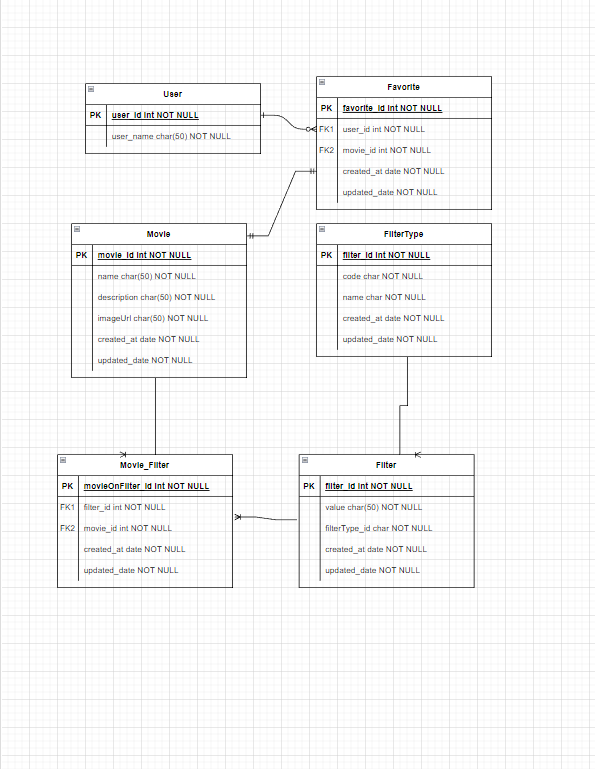 User
PK user_id int NOT NULL
user_name char(50) NOT NULL
Favorite
PK favorite_id int NOT NULL
FK1 user_id int NOT NULL
FK2 movie_id int NOT NULL
created_at date NOT NULL
updated_date NOT NULL
Movie
PK movie_id int NOT NULL
name char(50) NOT NULL
description char(50) NOT NULL
imageUrl char(50) NOT NULL
created_at date NOT NULL
updated_date NOT NULL
FilterType
PK filter_id int NOT NULL
code char NOT NULL
name char NOT NULL
created_at date NOT NULL
updated_date NOT NULL
Movie_Filter
PK movieOnFilter_id int NOT NULL
FK1 filter_id int NOT NULL
FK2 movie_id int NOT NULL
created_at date NOT NULL
updated_date NOT NULL
Filter
PK filter_id int NOT NULL
value char(50) NOT NULL
filterType_id char NOT NULL
created_at date NOT NULL
updated_date NOT NULL